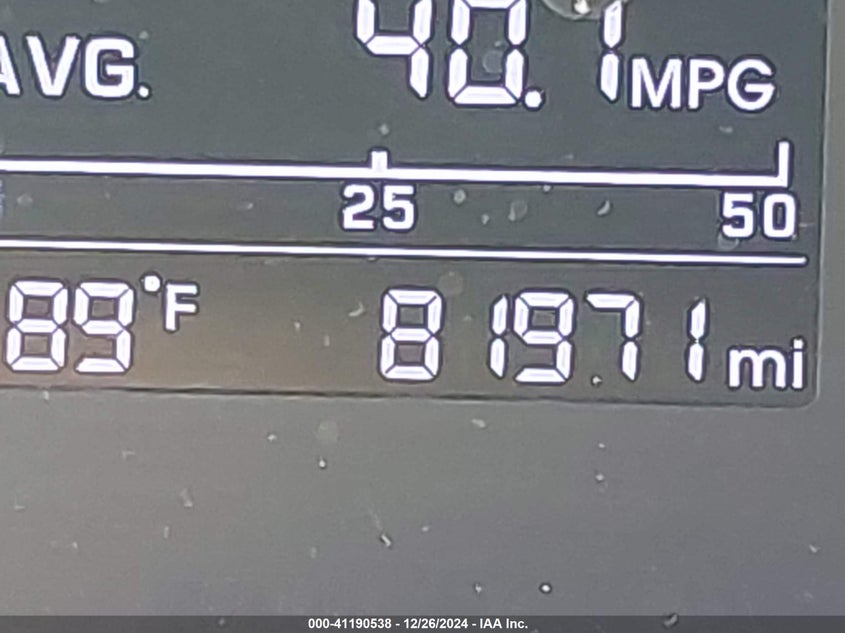 AVG. 40.1 MPG
25 50
89°F 81971 mi
000-41190538 - 12/26/2024 - IAA Inc.